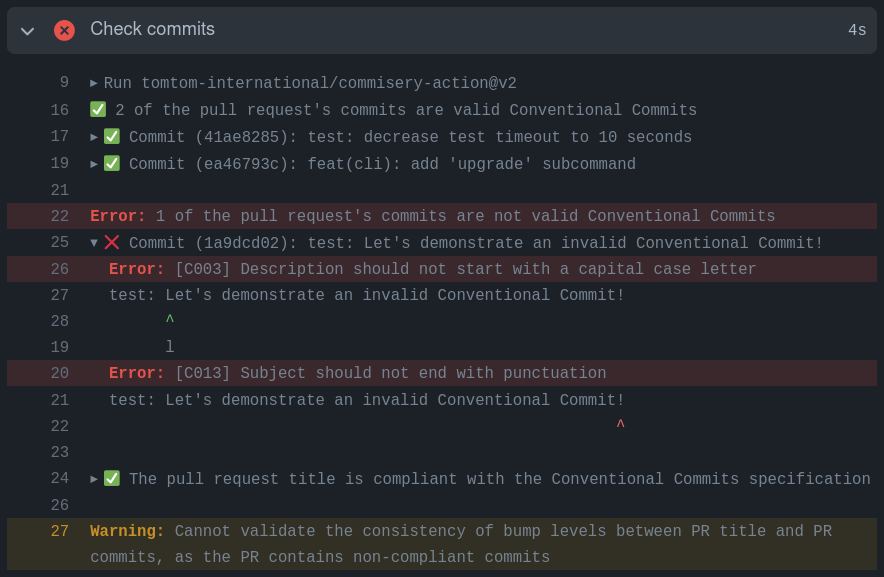 Check commits 4s
9 ▶ Run tomtom-international/commisery-action@v2
16 ✅ 2 of the pull request's commits are valid Conventional Commits
17 ▶ ✅ Commit (41ae8285): test: decrease test timeout to 10 seconds
19 ▶ ✅ Commit (ea46793c): feat(cli): add 'upgrade' subcommand
21
22 Error: 1 of the pull request's commits are not valid Conventional Commits
25 ▼ ❌ Commit (1a9dcd02): test: Let's demonstrate an invalid Conventional Commit!
26 Error: [C003] Description should not start with a capital case letter
27 test: Let's demonstrate an invalid Conventional Commit!
28 ^
19 l
20 Error: [C013] Subject should not end with punctuation
21 test: Let's demonstrate an invalid Conventional Commit!
22 ^
23
24 ▶ ✅ The pull request title is compliant with the Conventional Commits specification
26
27 Warning: Cannot validate the consistency of bump levels between PR title and PR
commits, as the PR contains non-compliant commits